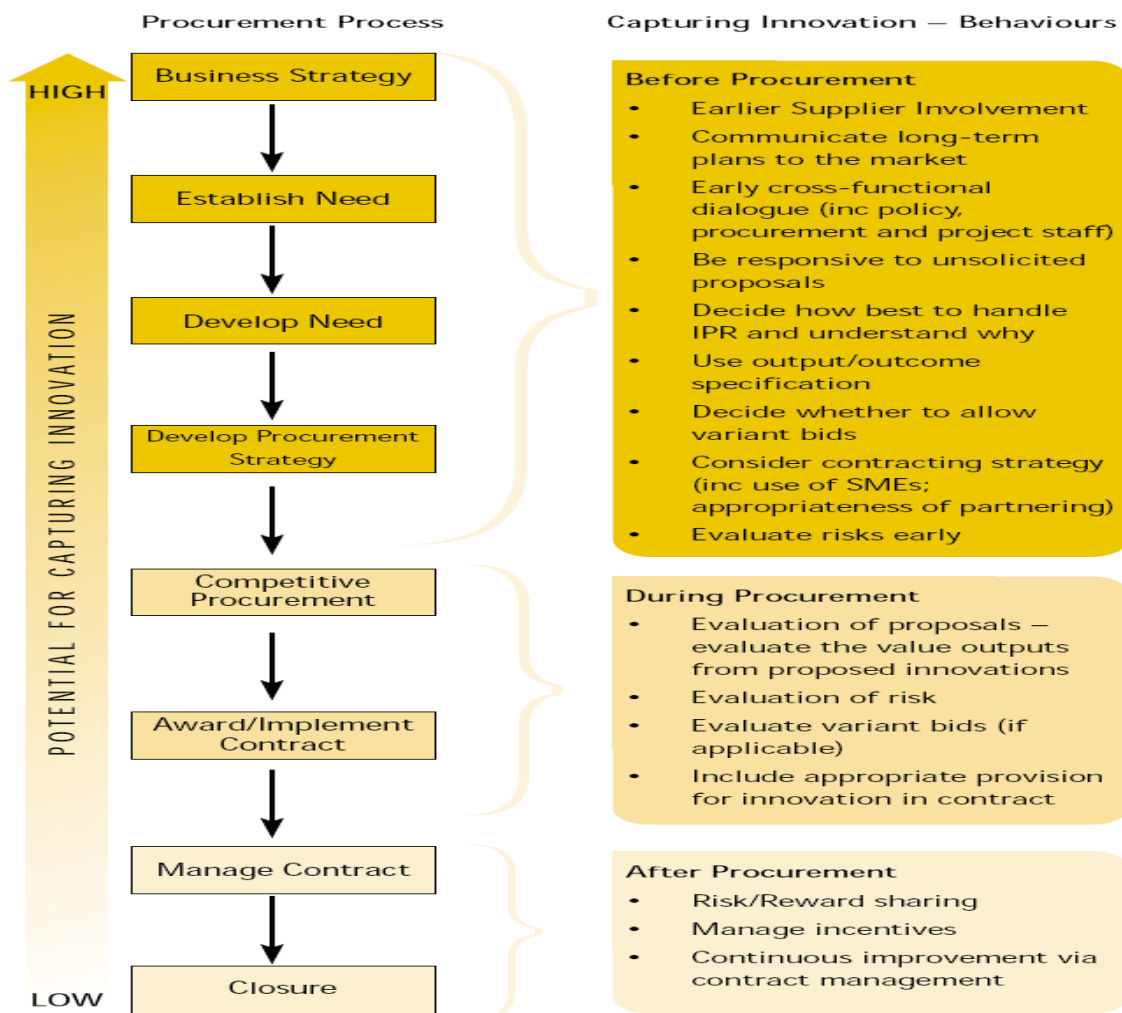 Procurement Process
Capturing Innovation – Behaviours
HIGH
POTENTIAL FOR CAPTURING INNOVATION
LOW
Business Strategy
Establish Need
Develop Need
Develop Procurement
Strategy
Competitive
Procurement
Award/Implement
Contract
Manage Contract
Closure
Before Procurement
• Earlier Supplier Involvement
• Communicate long-term
plans to the market
• Early cross-functional
dialogue (inc policy,
procurement and project staff)
• Be responsive to unsolicited
proposals
• Decide how best to handle
IPR and understand why
• Use output/outcome
specification
• Decide whether to allow
variant bids
• Consider contracting strategy
(inc use of SMEs;
appropriateness of partnering)
• Evaluate risks early
During Procurement
• Evaluation of proposals –
evaluate the value outputs
from proposed innovations
• Evaluation of risk
• Evaluate variant bids (if
applicable)
• Include appropriate provision
for innovation in contract
After Procurement
• Risk/Reward sharing
• Manage incentives
• Continuous improvement via
contract management